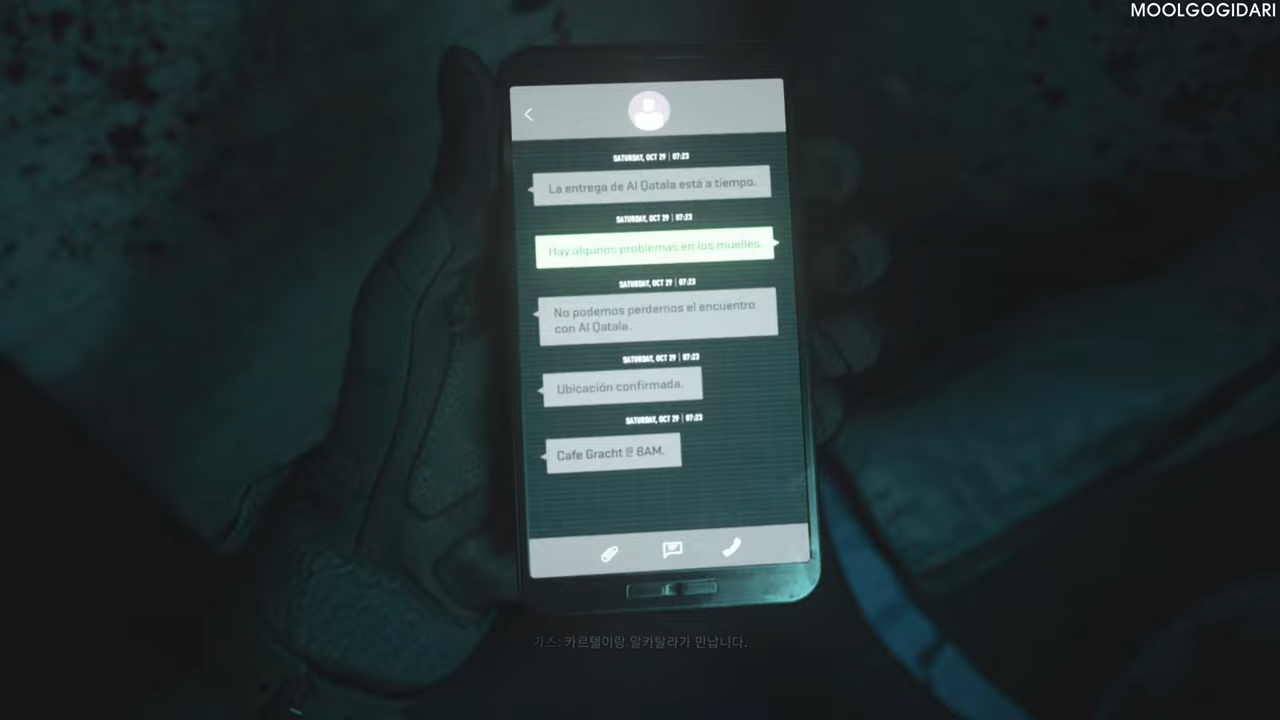 MOOLGOGIDARI
SATURDAY, OCT 29 | 07:23
La entrega de Al Qatala está a tiempo.
SATURDAY, OCT 29 | 07:23
Hay algunos problemas en los muelles.
SATURDAY, OCT 29 | 07:23
No podemos perdernos el encuentro
con Al Qatala.
SATURDAY, OCT 29 | 07:23
Ubicación confirmada.
SATURDAY, OCT 29 | 07:23
Cafe Gracht @ 8AM.
가즈: 카르텔이랑 알카탈라가 만납니다.